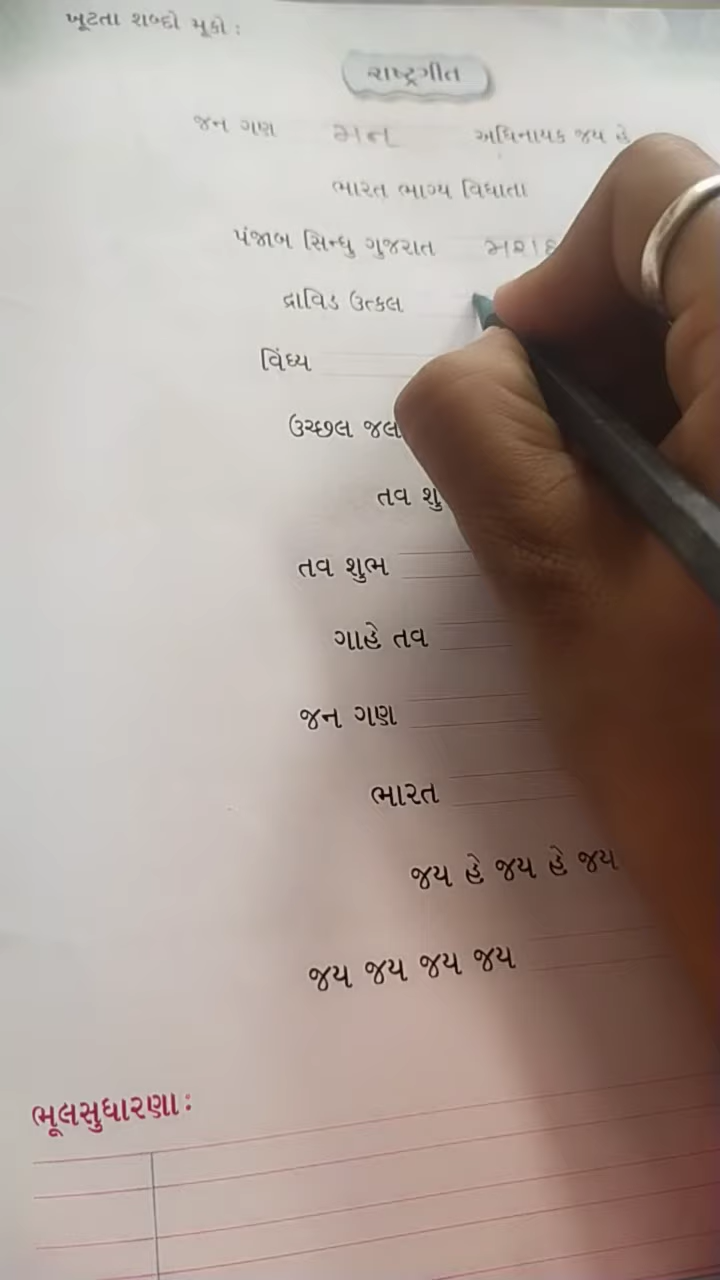 ખૂટતા શબ્દો મૂકો :
રાષ્ટ્રગીત
જન ગણ મન અધિનાયક જય હે
ભારત ભાગ્ય વિધાતા
પંજાબ સિન્ધુ ગુજરાત મરાઠ
દ્રાવિડ ઉત્કલ
વિંધ્ય
ઉચ્છલ જલ
તવ શુ
તવ શુભ
ગાહે તવ
જન ગણ
ભારત
જય હે જય હે જય
જય જય જય જય
ભૂલસુધારણા :